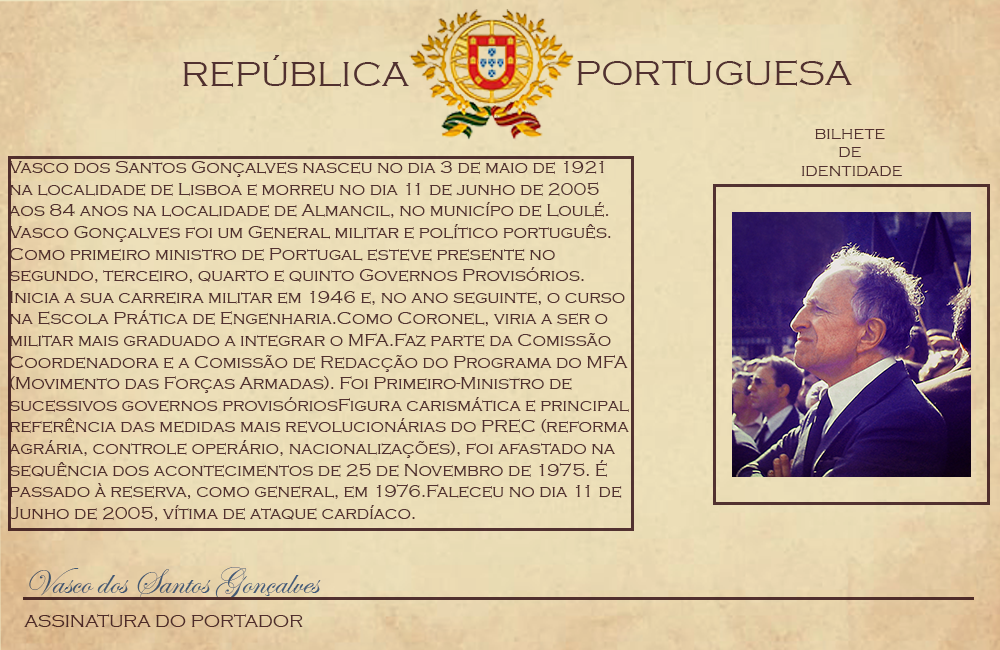 REPÚBLICA PORTUGUESA
BILHETE
DE
IDENTIDADE
Vasco dos Santos Gonçalves nasceu no dia 3 de maio de 1921
na localidade de Lisboa e morreu no dia 11 de junho de 2005
aos 84 anos na localidade de Almancil, no municípo de Loulé.
Vasco Gonçalves foi um General militar e político português.
Como primeiro ministro de Portugal esteve presente no
segundo, terceiro, quarto e quinto Governos Provisórios.
Inicia a sua carreira militar em 1946 e, no ano seguinte, o curso
na Escola Prática de Engenharia.Como Coronel, viria a ser o
militar mais graduado a integrar o MFA.Faz parte da Comissão
Coordenadora e a Comissão de Redacção do Programa do MFA
(Movimento das Forças Armadas). Foi Primeiro-Ministro de
sucessivos governos provisóriosFigura carismática e principal
referência das medidas mais revolucionárias do PREC (reforma
agrária, controle operário, nacionalizações), foi afastado na
sequência dos acontecimentos de 25 de Novembro de 1975. É
passado à reserva, como general, em 1976.Faleceu no dia 11 de
Junho de 2005, vítima de ataque cardíaco.
Vasco dos Santos Gonçalves
ASSINATURA DO PORTADOR